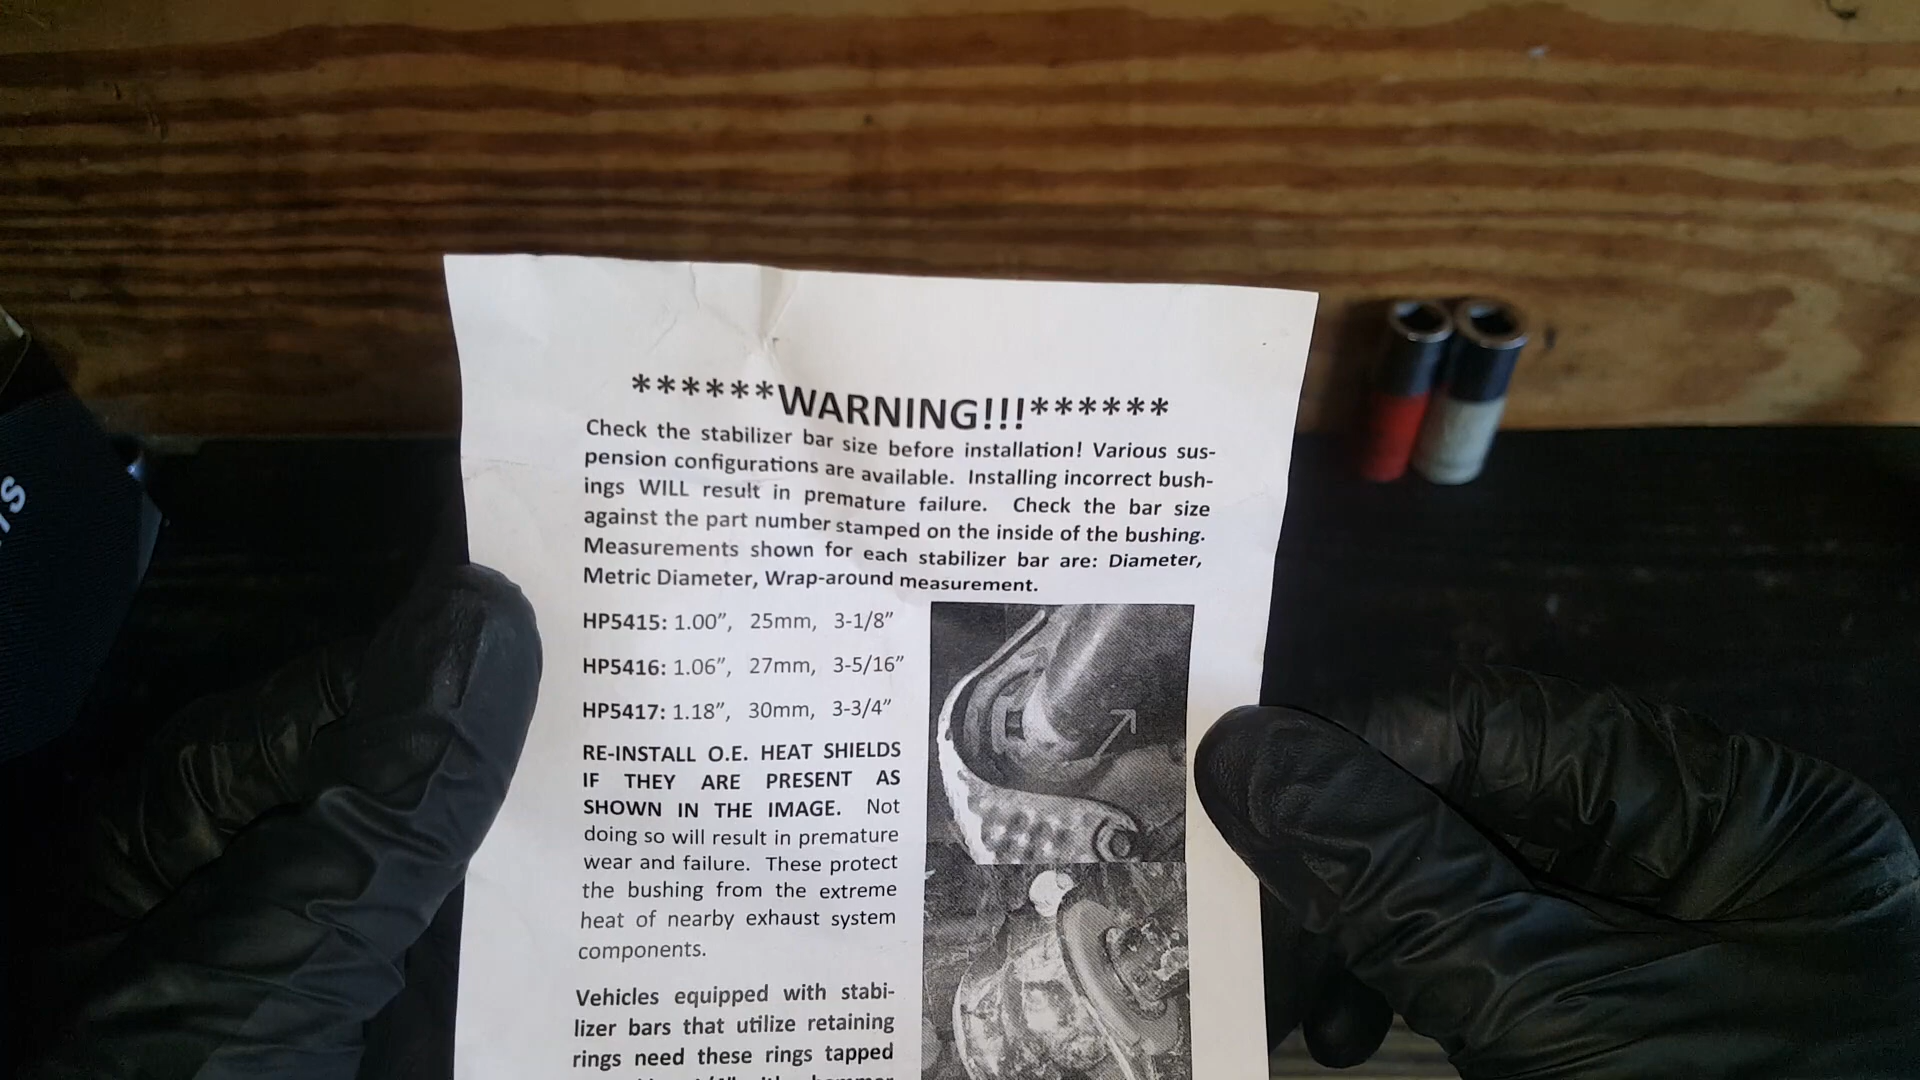 ******WARNING!!!******
Check the stabilizer bar size before installation! Various sus-
pension configurations are available. Installing incorrect bush-
ings WILL result in premature failure. Check the bar size
against the part number stamped on the inside of the bushing.
Measurements shown for each stabilizer bar are: Diameter,
Metric Diameter, Wrap-around measurement.
HP5415: 1.00”, 25mm, 3-1/8”
HP5416: 1.06”, 27mm, 3-5/16”
HP5417: 1.18”, 30mm, 3-3/4”
RE-INSTALL O.E. HEAT SHIELDS
IF THEY ARE PRESENT AS
SHOWN IN THE IMAGE. Not
doing so will result in premature
wear and failure. These protect
the bushing from the extreme
heat of nearby exhaust system
components.
Vehicles equipped with stabi-
lizer bars that utilize retaining
rings need these rings tapped